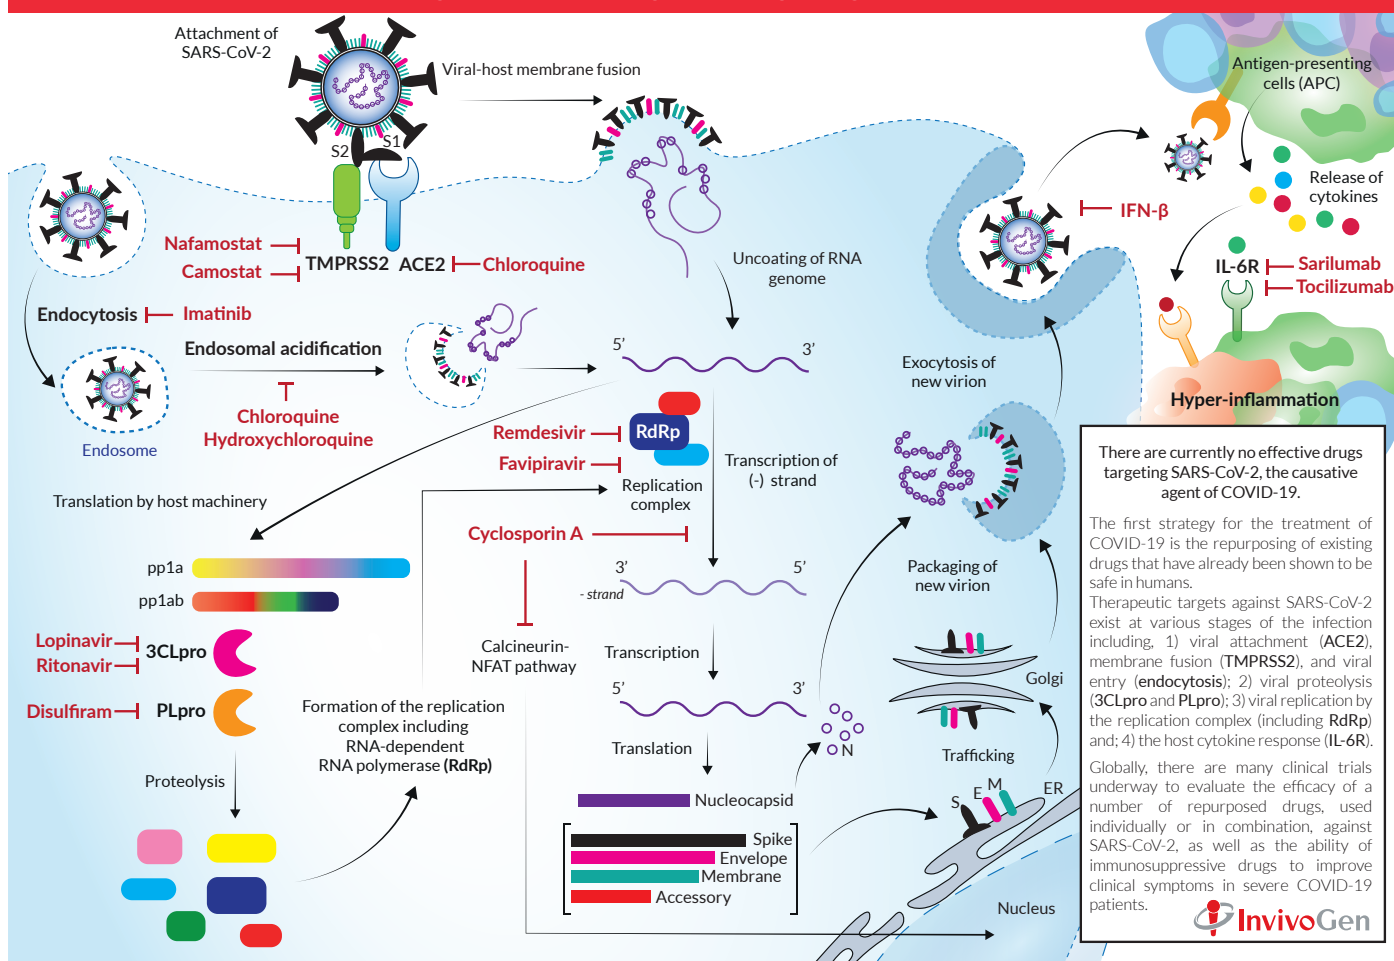 Attachment of
SARS-CoV-2
Viral-host membrane fusion
S2
S1
Nafamostat
Camostat
TMPRSS2
ACE2
Chloroquine
Endocytosis
Imatinib
Endosomal acidification
Chloroquine
Hydroxychloroquine
Endosome
Uncoating of RNA
genome
5’
3’
Remdesivir
Favipiravir
RdRp
Replication
complex
Transcription of
(-) strand
Translation by host machinery
Cyclosporin A
pp1a
pp1ab
3’
5’
- strand
Calcineurin-
NFAT pathway
Transcription
Lopinavir
Ritonavir
3CLpro
Disulfiram
PLpro
5’
3’
Formation of the replication
complex including
RNA-dependent
RNA polymerase (RdRp)
Translation
Proteolysis
Nucleocapsid
Spike
Envelope
Membrane
Accessory
N
Exocytosis of
new virion
Packaging of
new virion
Golgi
Trafficking
S
E
M
ER
Nucleus
Antigen-presenting
cells (APC)
Release of
cytokines
IFN-β
IL-6R
Sarilumab
Tocilizumab
Hyper-inflammation
There are currently no effective drugs
targeting SARS-CoV-2, the causative
agent of COVID-19.
The first strategy for the treatment of
COVID-19 is the repurposing of existing
drugs that have already been shown to be
safe in humans.
Therapeutic targets against SARS-CoV-2
exist at various stages of the infection
including, 1) viral attachment (ACE2),
membrane fusion (TMPRSS2), and viral
entry (endocytosis); 2) viral proteolysis
(3CLpro and PLpro); 3) viral replication by
the replication complex (including RdRp)
and; 4) the host cytokine response (IL-6R).
Globally, there are many clinical trials
underway to evaluate the efficacy of a
number of repurposed drugs, used
individually or in combination, against
SARS-CoV-2, as well as the ability of
immunosuppressive drugs to improve
clinical symptoms in severe COVID-19
patients.
InvivoGen